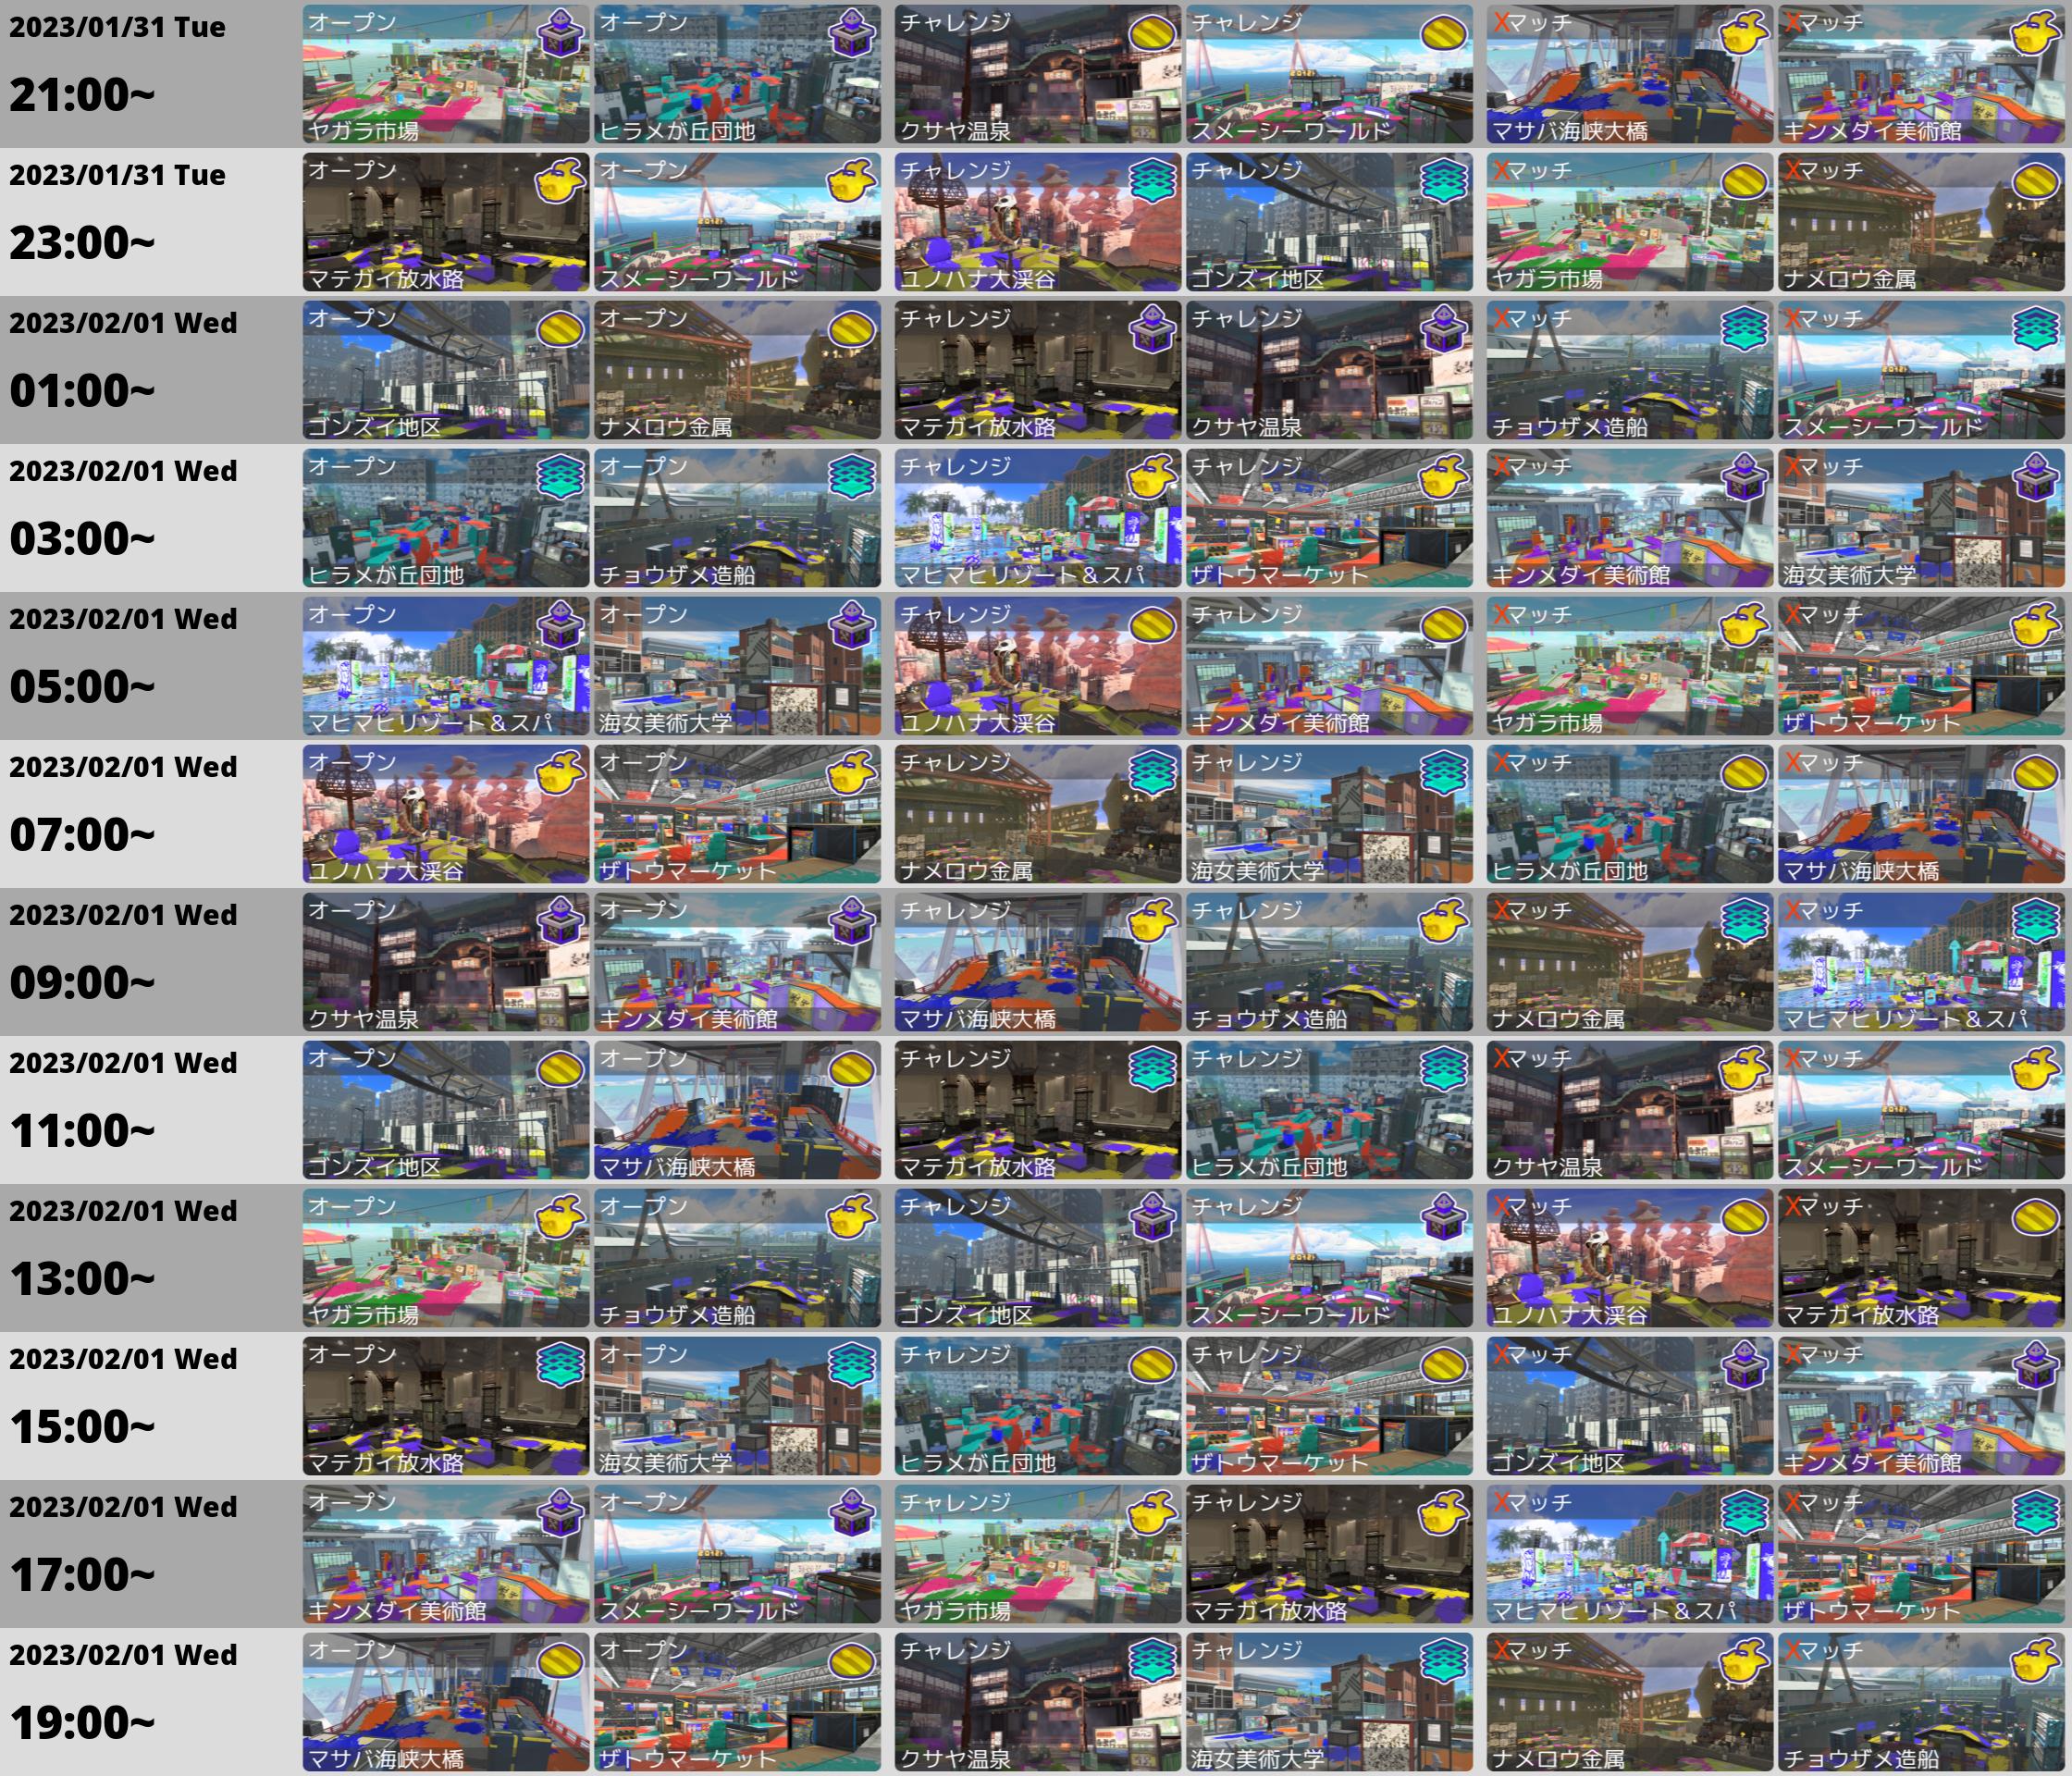 2023/01/31 Tue
21:00~
オープン オープン チャレンジ チャレンジ Xマッチ Xマッチ
ヤガラ市場 ヒラメが丘団地 クサヤ温泉 スメーシーワールド マサバ海峡大橋 キンメダイ美術館
2023/01/31 Tue
23:00~
オープン オープン チャレンジ チャレンジ Xマッチ Xマッチ
マテガイ放水路 スメーシーワールド ユノハナ大渓谷 ゴンズイ地区 ヤガラ市場 ナメロウ金属
2023/02/01 Wed
01:00~
オープン オープン チャレンジ チャレンジ Xマッチ Xマッチ
ゴンズイ地区 ナメロウ金属 マテガイ放水路 クサヤ温泉 チョウザメ造船 スメーシーワールド
2023/02/01 Wed
03:00~
オープン オープン チャレンジ チャレンジ Xマッチ Xマッチ
ヒラメが丘団地 チョウザメ造船 マヒマヒリゾート&スパ ザトウマーケット キンメダイ美術館 海女美術大学
2023/02/01 Wed
05:00~
オープン オープン チャレンジ チャレンジ Xマッチ Xマッチ
マヒマヒリゾート&スパ 海女美術大学 ユノハナ大渓谷 キンメダイ美術館 ヤガラ市場 ザトウマーケット
2023/02/01 Wed
07:00~
オープン オープン チャレンジ チャレンジ Xマッチ Xマッチ
ユノハナ大渓谷 ザトウマーケット ナメロウ金属 海女美術大学 ヒラメが丘団地 マサバ海峡大橋
2023/02/01 Wed
09:00~
オープン オープン チャレンジ チャレンジ Xマッチ Xマッチ
クサヤ温泉 キンメダイ美術館 マサバ海峡大橋 チョウザメ造船 ナメロウ金属 マヒマヒリゾート&スパ
2023/02/01 Wed
11:00~
オープン オープン チャレンジ チャレンジ Xマッチ Xマッチ
ゴンズイ地区 マサバ海峡大橋 マテガイ放水路 ヒラメが丘団地 クサヤ温泉 スメーシーワールド
2023/02/01 Wed
13:00~
オープン オープン チャレンジ チャレンジ Xマッチ Xマッチ
ヤガラ市場 チョウザメ造船 ゴンズイ地区 スメーシーワールド ユノハナ大渓谷 マテガイ放水路
2023/02/01 Wed
15:00~
オープン オープン チャレンジ チャレンジ Xマッチ Xマッチ
マテガイ放水路 海女美術大学 ヒラメが丘団地 ザトウマーケット ゴンズイ地区 キンメダイ美術館
2023/02/01 Wed
17:00~
オープン オープン チャレンジ チャレンジ Xマッチ Xマッチ
キンメダイ美術館 スメーシーワールド ヤガラ市場 マテガイ放水路 マヒマヒリゾート&スパ ザトウマーケット
2023/02/01 Wed
19:00~
オープン オープン チャレンジ チャレンジ Xマッチ Xマッチ
マサバ海峡大橋 ザトウマーケット クサヤ温泉 海女美術大学 ナメロウ金属 チョウザメ造船